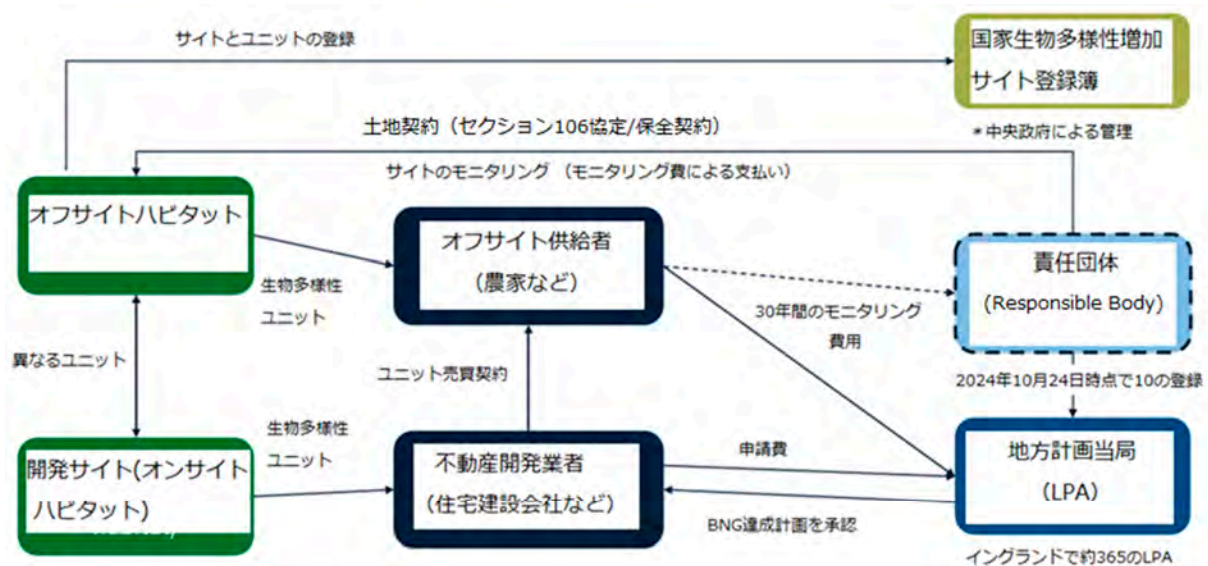 サイトとユニットの登録
国家生物多様性増加
サイト登録簿
*中央政府による管理
土地契約（セクション106協定/保全契約）
サイトのモニタリング （モニタリング費による支払い）
オフサイトハビタット
オフサイト供給者
（農家など）
責任団体
(Responsible Body)
生物多様性
ユニット
30年間のモニタリング
費用
異なるユニット
ユニット売買契約
2024年10月24日時点で10の登録
生物多様性
ユニット
開発サイト(オンサイト
ハビタット)
不動産開発業者
（住宅建設会社など）
申請費
BNG達成計画を承認
地方計画当局
（LPA）
イングランドで約365のLPA